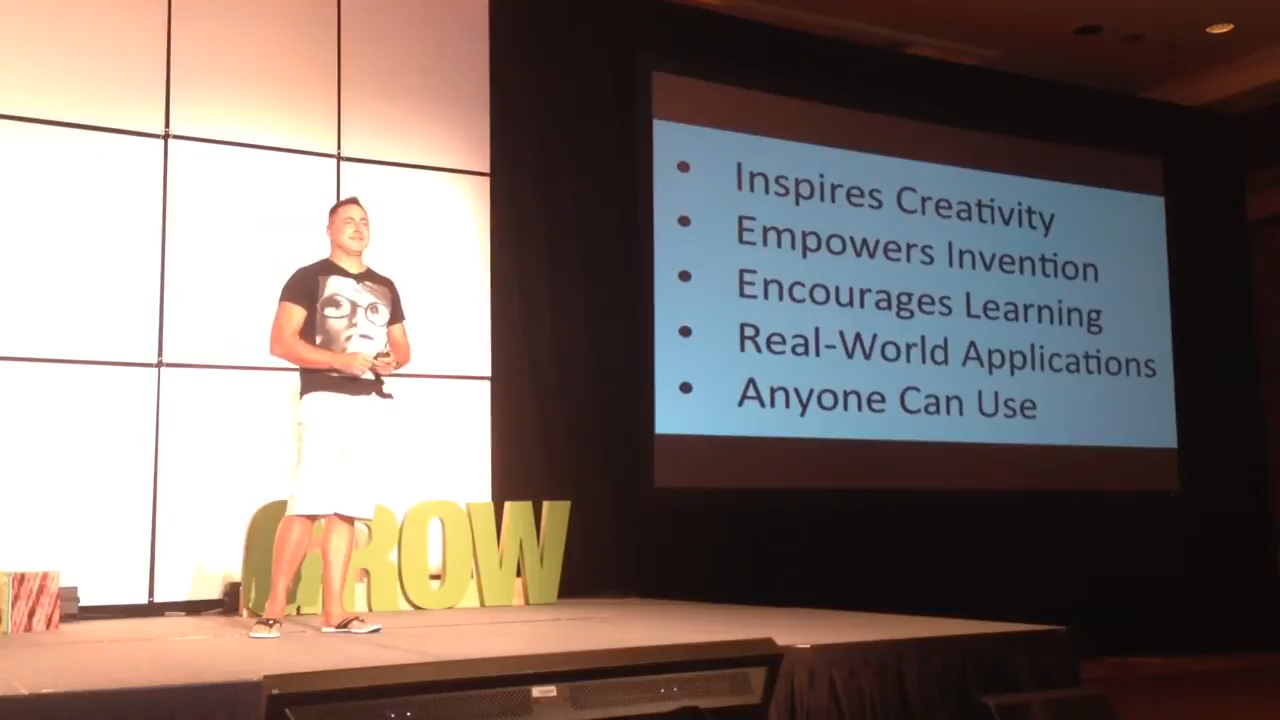 • Inspires Creativity
• Empowers Invention
• Encourages Learning
• Real-World Applications
• Anyone Can Use
GROW